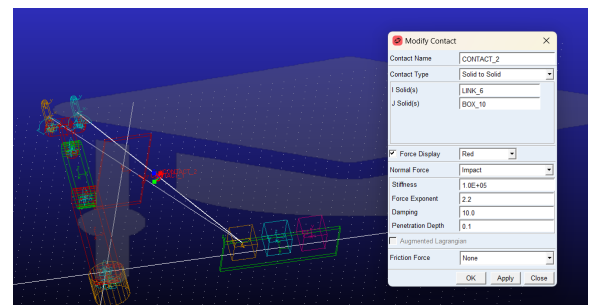 Modify Contact
Contact Name CONTACT_2
Contact Type Solid to Solid
I Solid(s) LINK_6
J Solid(s) BOX_10
Force Display Red
Normal Force Impact
Stiffness 1.0E+05
Force Exponent 2.2
Damping 10.0
Penetration Depth 0.1
Augmented Lagrangian
Friction Force None
OK Apply Close